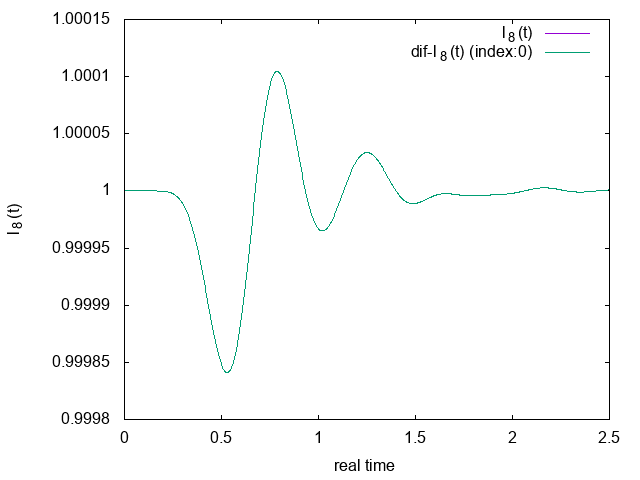 I8(t)
dif-I8(t) (index:0)
1.00015
1.0001
1.00005
1
0.99995
0.9999
0.99985
0.9998
I8(t)
0 0.5 1 1.5 2 2.5
real time